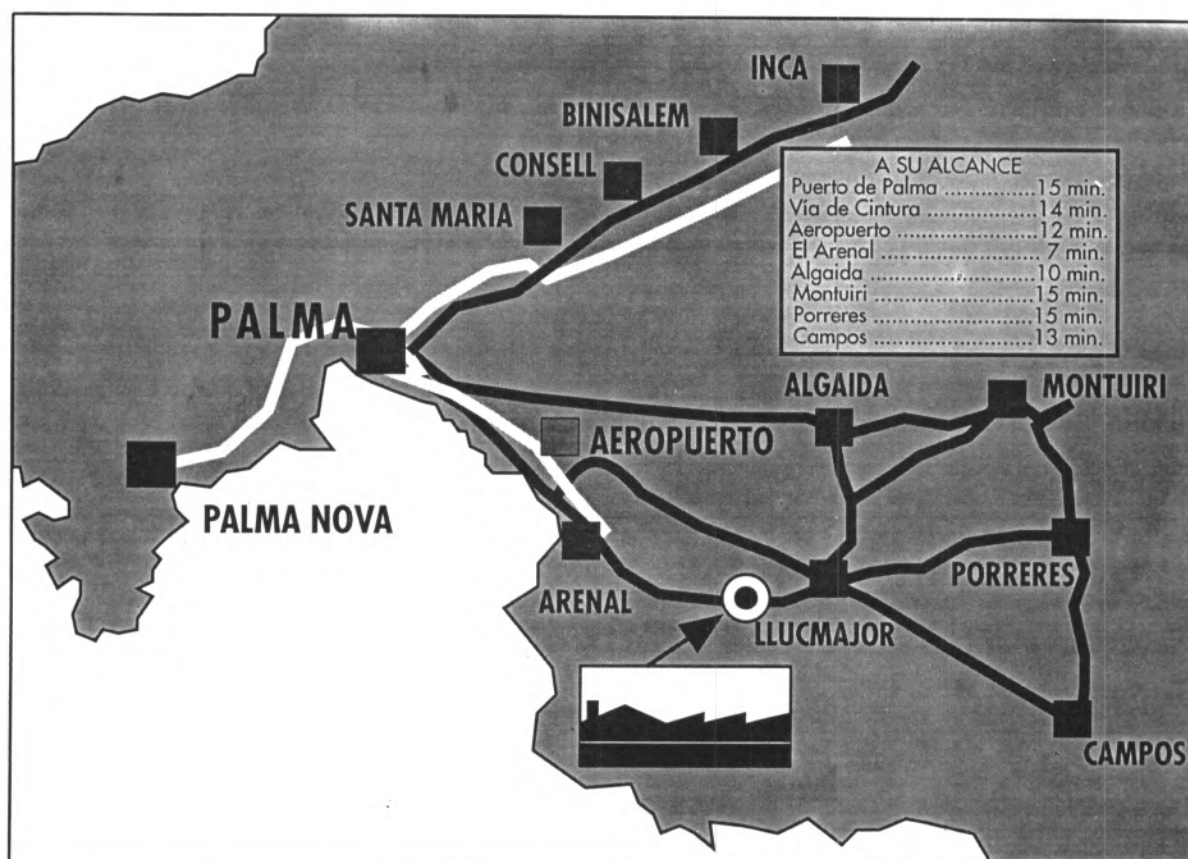 INCA
BINISALEM
CONSELL
SANTA MARIA
A SU ALCANCE
Puerto de Palma ..............15 min.
Vía de Cintura .................14 min.
Aeropuerto .....................12 min.
El Arenal ......................... 7 min.
Algaida ..........................10 min.
Montuiri .........................15 min.
Porreres ..........................15 min.
Campos ..........................13 min.
PALMA
ALGAIDA
MONTUIRI
AEROPUERTO
PALMA NOVA
PORRERES
ARENAL
LLUCMAJOR
CAMPOS